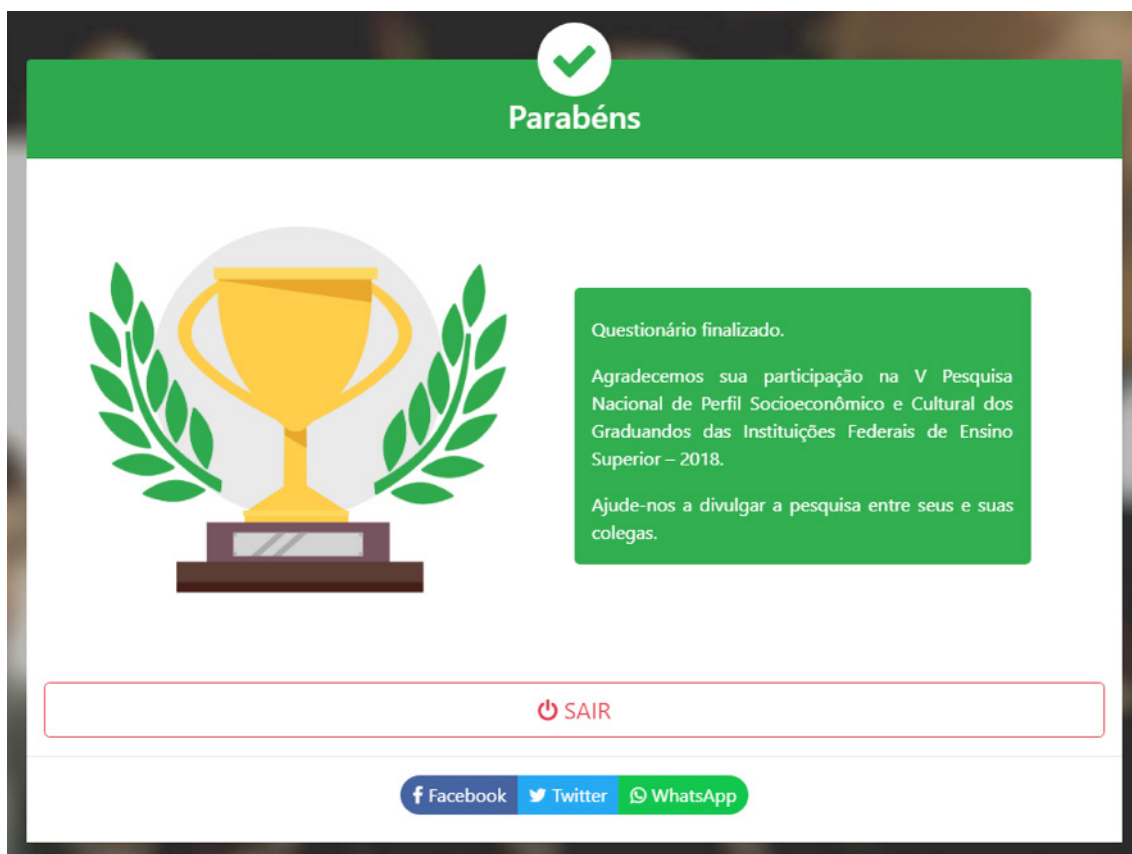 Parabéns
Questionário finalizado.
Agradecemos sua participação na V Pesquisa
Nacional de Perfil Socioeconômico e Cultural dos
Graduandos das Instituições Federais de Ensino
Superior – 2018.
Ajude-nos a divulgar a pesquisa entre seus e suas
colegas.
SAIR
Facebook Twitter WhatsApp